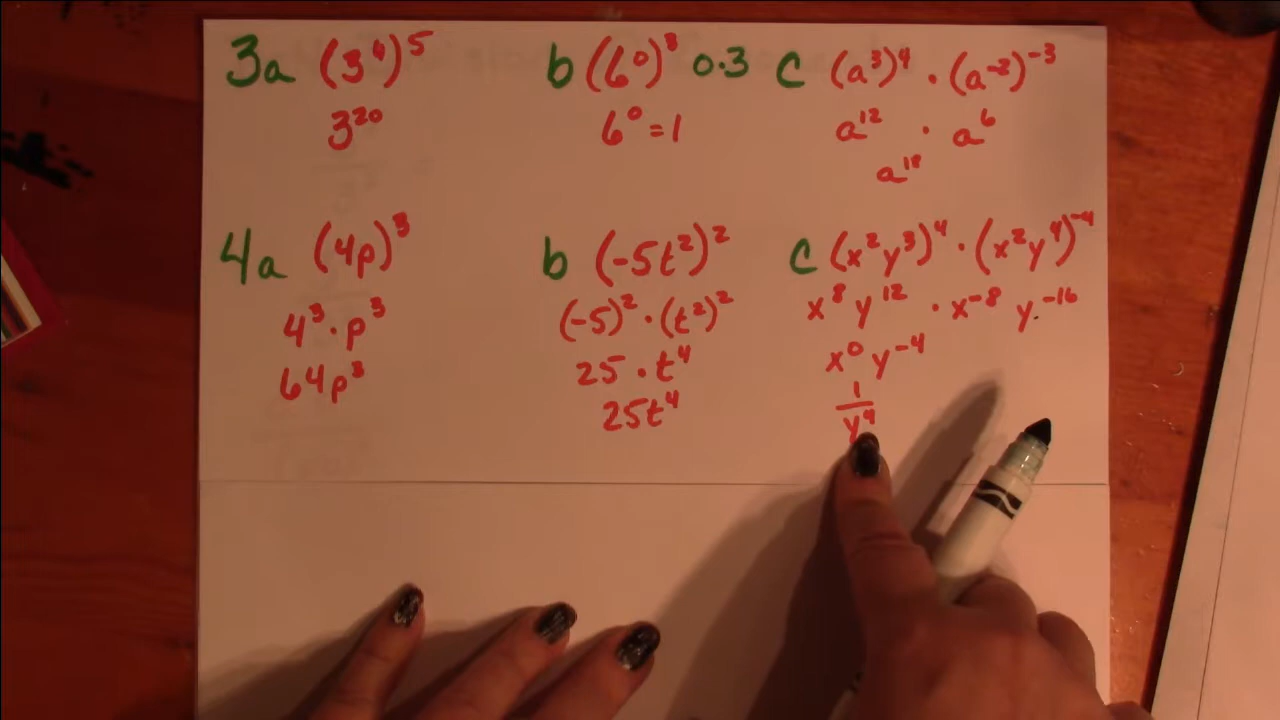 3a (3⁴)⁵ b (6⁰)³ 0·3 c (a³)⁴ · (a⁻²)⁻³
3²⁰ 6⁰ = 1 a¹² · a⁶
a¹⁸
4a (4p)³ b (-5t²)² c (x²y³)⁴ · (x²y⁴)⁻⁴
4³ · p³ (-5)² · (t²)² x⁸ y¹² · x⁻⁸ y⁻¹⁶
64p³ 25 · t⁴ x⁰ y⁻⁴
25t⁴ 1/y⁴